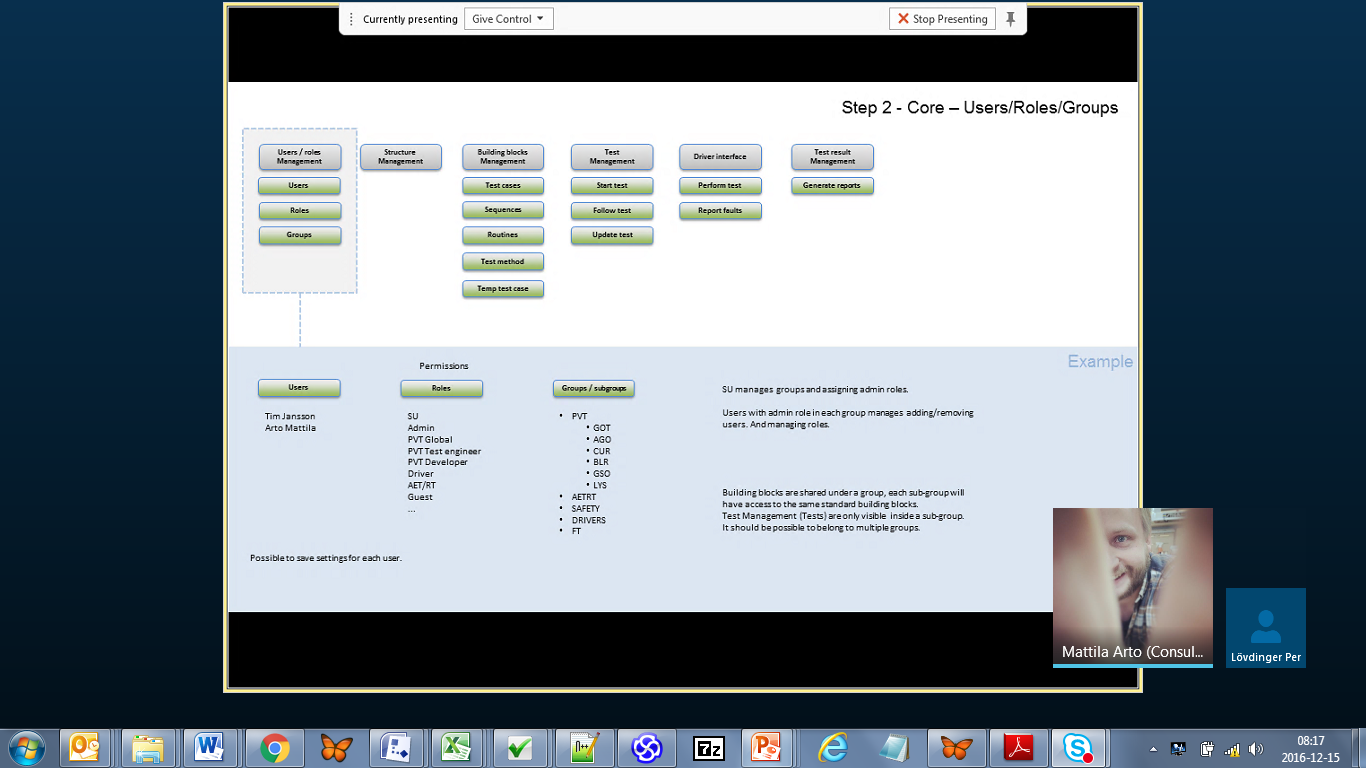 Currently presenting
Give Control
Stop Presenting
Step 2 - Core – Users/Roles/Groups
Users / roles
Management
Users
Roles
Groups
Structure
Management
Building blocks
Management
Test cases
Sequences
Routines
Test method
Temp test case
Test
Management
Start test
Follow test
Update test
Driver interface
Perform test
Report faults
Test result
Management
Generate reports
Example
Users
Tim Jansson
Arto Mattila
Permissions
Roles
SU
Admin
PVT Global
PVT Test engineer
PVT Developer
Driver
AET/RT
Guest
...
Groups / subgroups
• PVT
• GOT
• AGO
• CUR
• BLR
• GSO
• LYS
• AETRT
• SAFETY
• DRIVERS
• FT
SU manages groups and assigning admin roles.
Users with admin role in each group manages adding/removing
users. And managing roles.
Building blocks are shared under a group, each sub-group will
have access to the same standard building blocks.
Test Management (Tests) are only visible inside a sub-group.
It should be possible to belong to multiple groups.
Possible to save settings for each user.
Mattila Arto (Consul...
Lövdinger Per
08:17
2016-12-15